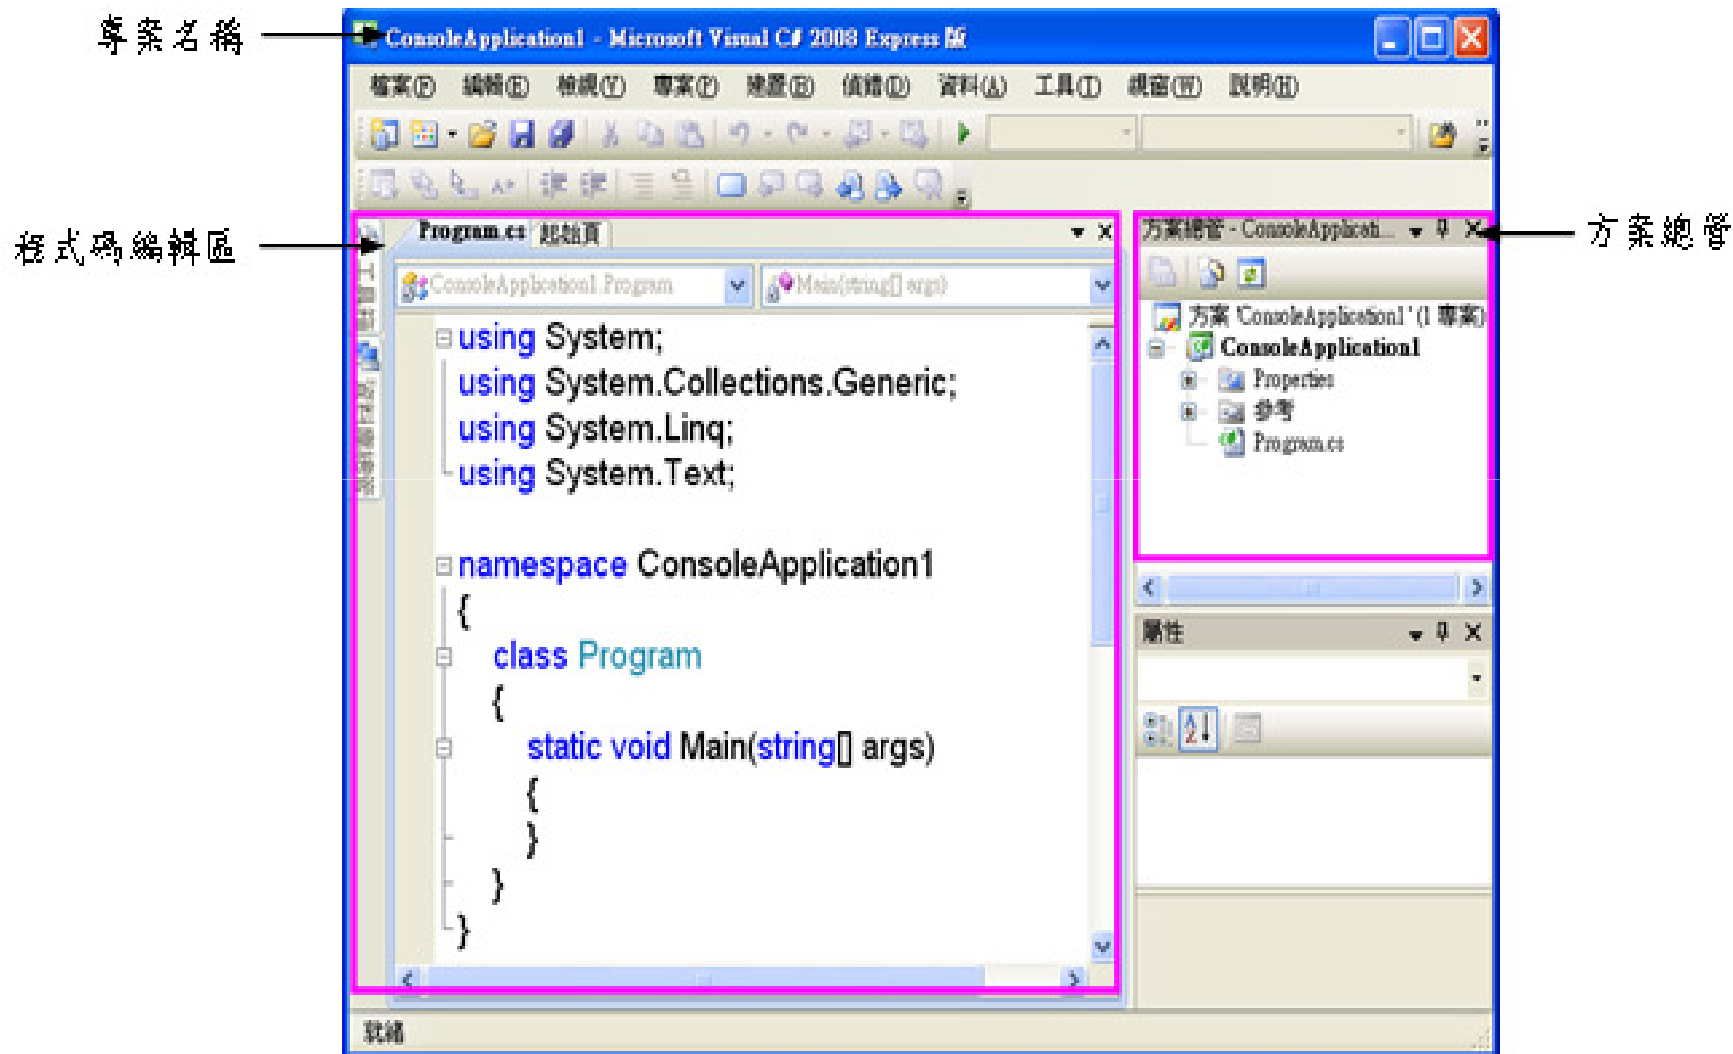 專案名稱
ConsoleApplication1 - Microsoft Visual C# 2008 Express 版
檔案(F) 編輯(E) 檢視(V) 專案(P) 建置(B) 偵錯(D) 資料(A) 工具(T) 視窗(W) 說明(H)
程式碼編輯區
Program.cs 起始頁
ConsoleApplication1.Program
Main(string[] args)
using System;
using System.Collections.Generic;
using System.Linq;
using System.Text;
namespace ConsoleApplication1
{
class Program
{
static void Main(string[] args)
{
}
}
}
方案總管
方案總管 - ConsoleApplicati...
方案 'ConsoleApplication1' (1 專案)
ConsoleApplication1
Properties
參考
Program.cs
屬性
就緒